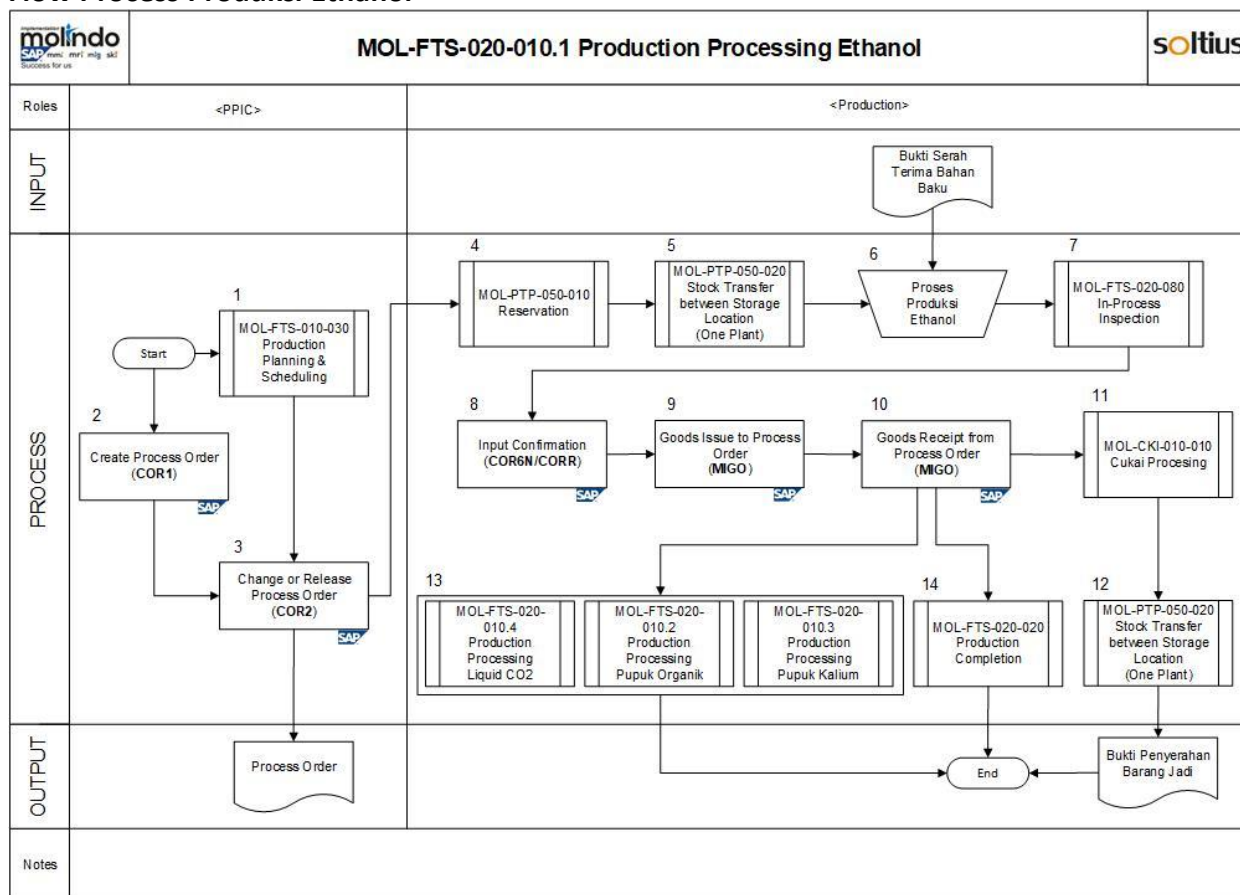 Flow Process Produksi Ethanol
implementation
molindo
SAP mmi mri mlg skl
Success for us
MOL-FTS-020-010.1 Production Processing Ethanol
soltius
Roles
<PPIC>
<Production>
INPUT
Bukti Serah
Terima Bahan
Baku
PROCESS
Start
1
MOL-FTS-010-030
Production
Planning &
Scheduling
2
Create Process Order
(COR1)
SAP
3
Change or Release
Process Order
(COR2)
SAP
4
MOL-PTP-050-010
Reservation
5
MOL-PTP-050-020
Stock Transfer
between Storage
Location
(One Plant)
6
Proses
Produksi
Ethanol
7
MOL-FTS-020-080
In-Process
Inspection
8
Input Confirmation
(COR6N/CORR)
SAP
9
Goods Issue to Process
Order
(MIGO)
SAP
10
Goods Receipt from
Process Order
(MIGO)
SAP
11
MOL-CKI-010-010
Cukai Procesing
13
MOL-FTS-020-
010.4
Production
Processing
Liquid CO2
MOL-FTS-020-
010.2
Production
Processing
Pupuk Organik
MOL-FTS-020-
010.3
Production
Processing
Pupuk Kalium
14
MOL-FTS-020-020
Production
Completion
12
MOL-PTP-050-020
Stock Transfer
between Storage
Location
(One Plant)
OUTPUT
Process Order
End
Bukti Penyerahan
Barang Jadi
Notes